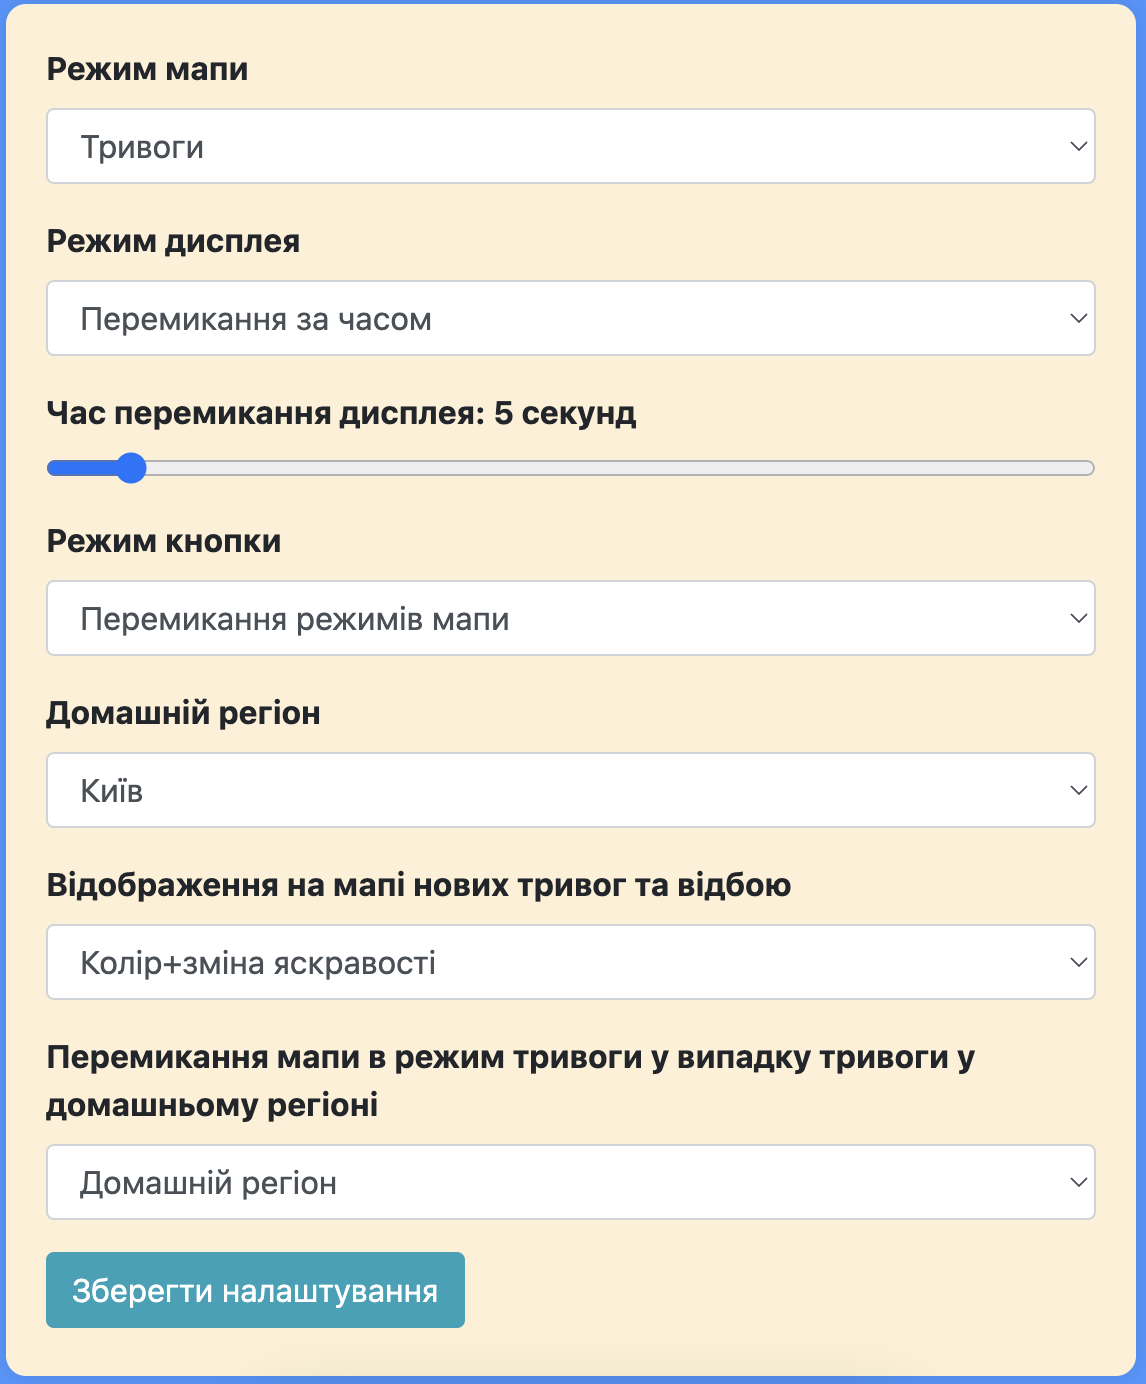 Режим мапи
Тривоги
Режим дисплея
Перемикання за часом
Час перемикання дисплея: 5 секунд
Режим кнопки
Перемикання режимів мапи
Домашній регіон
Київ
Відображення на мапі нових тривог та відбою
Колір+зміна яскравості
Перемикання мапи в режим тривоги у випадку тривоги у
домашньому регіоні
Домашній регіон
Зберегти налаштування